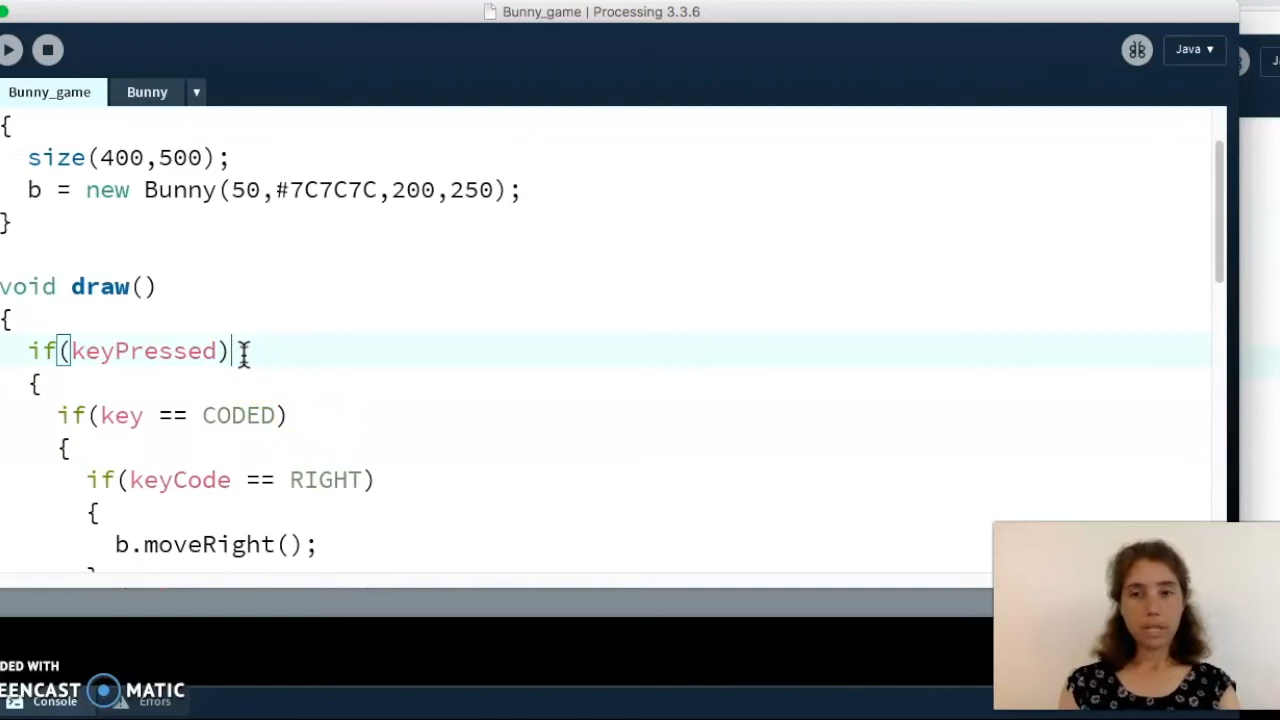 Bunny_game | Processing 3.3.6
Java ▾
Bunny_game
Bunny
▾
{
size(400,500);
b = new Bunny(50,#7C7C7C,200,250);
}
void draw()
{
if(keyPressed)
{
if(key == CODED)
{
if(keyCode == RIGHT)
{
b.moveRight();
DED WITH
EENCAST MATIC
Console
Errors